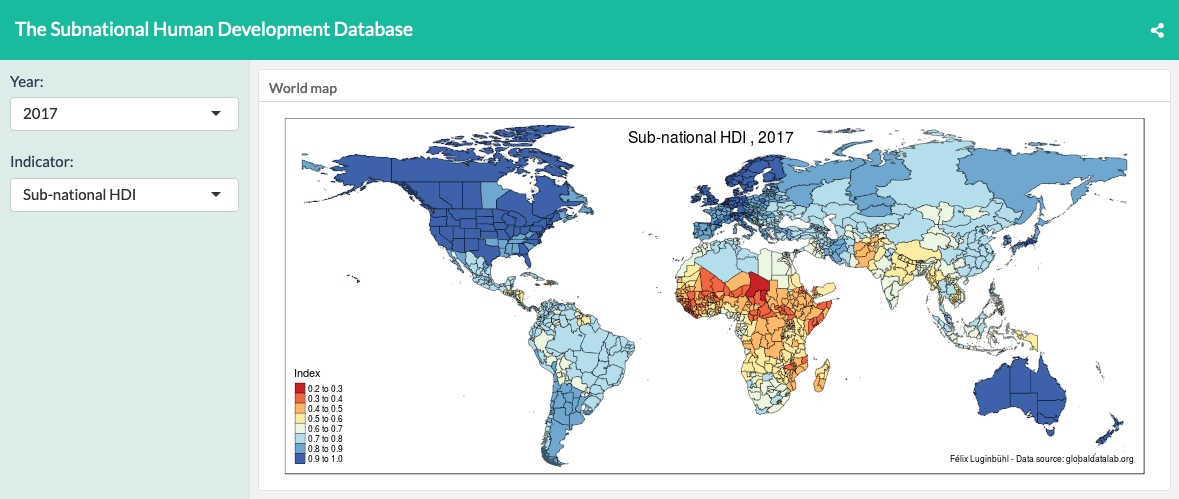 The Subnational Human Development Database
Year:
2017
Indicator:
Sub-national HDI
World map
Sub-national HDI , 2017
Index
0.2 to 0.3
0.3 to 0.4
0.4 to 0.5
0.5 to 0.6
0.6 to 0.7
0.7 to 0.8
0.8 to 0.9
0.9 to 1.0
Félix Luginbühl - Data source: globaldatalab.org